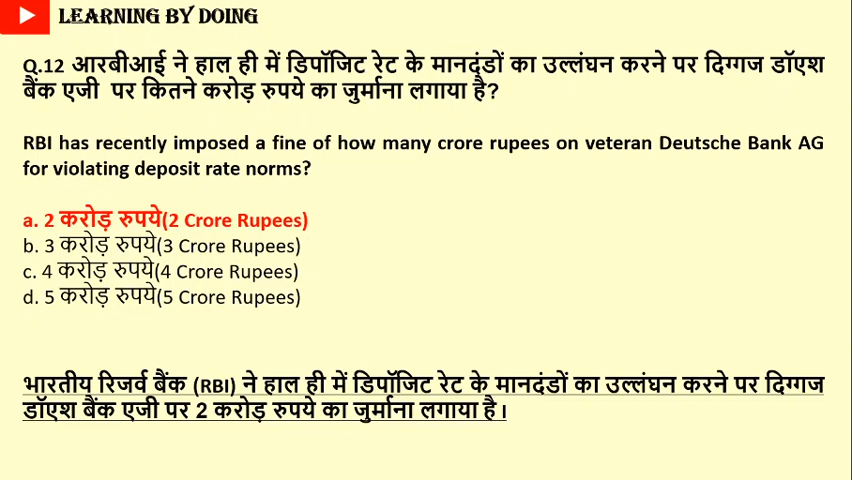 LEARNING BY DOING
Q.12 आरबीआई ने हाल ही में डिपॉजिट रेट के मानदंडों का उल्लंघन करने पर दिग्गज डॉएश
बैंक एजी पर कितने करोड़ रुपये का जुर्माना लगाया है?
RBI has recently imposed a fine of how many crore rupees on veteran Deutsche Bank AG
for violating deposit rate norms?
a. 2 करोड़ रुपये(2 Crore Rupees)
b. 3 करोड़ रुपये(3 Crore Rupees)
c. 4 करोड़ रुपये(4 Crore Rupees)
d. 5 करोड़ रुपये(5 Crore Rupees)
भारतीय रिजर्व बैंक (RBI) ने हाल ही में डिपॉजिट रेट के मानदंडों का उल्लंघन करने पर दिग्गज
डॉएश बैंक एजी पर 2 करोड़ रुपये का जुर्माना लगाया है।